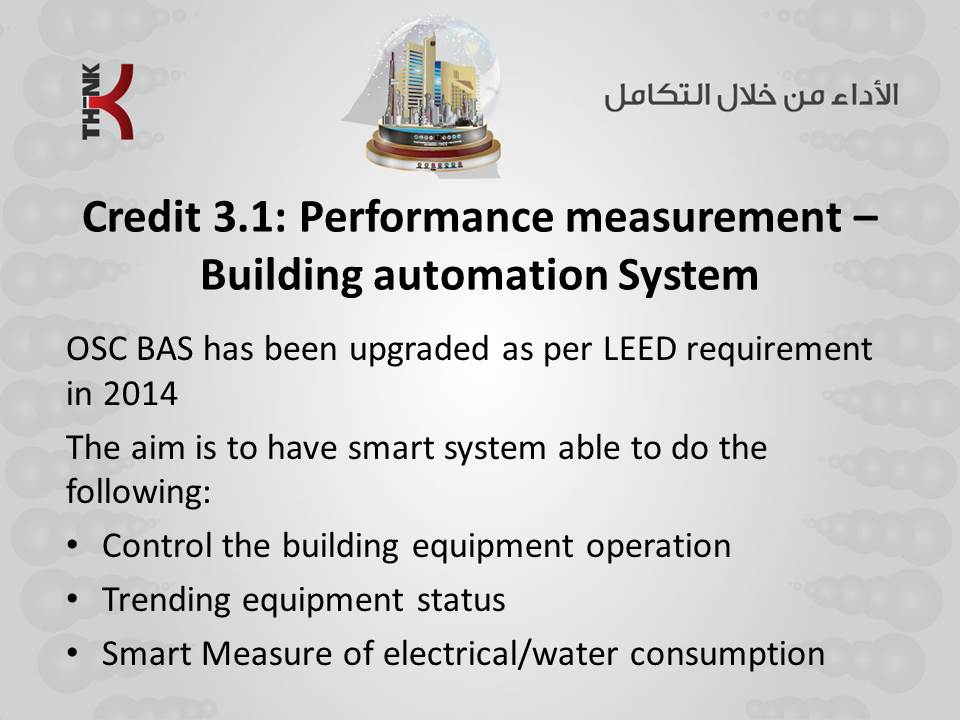 TH-NK
الأداء من خلال التكامل
Credit 3.1: Performance measurement –
Building automation System
OSC BAS has been upgraded as per LEED requirement
in 2014
The aim is to have smart system able to do the
following:
• Control the building equipment operation
• Trending equipment status
• Smart Measure of electrical/water consumption